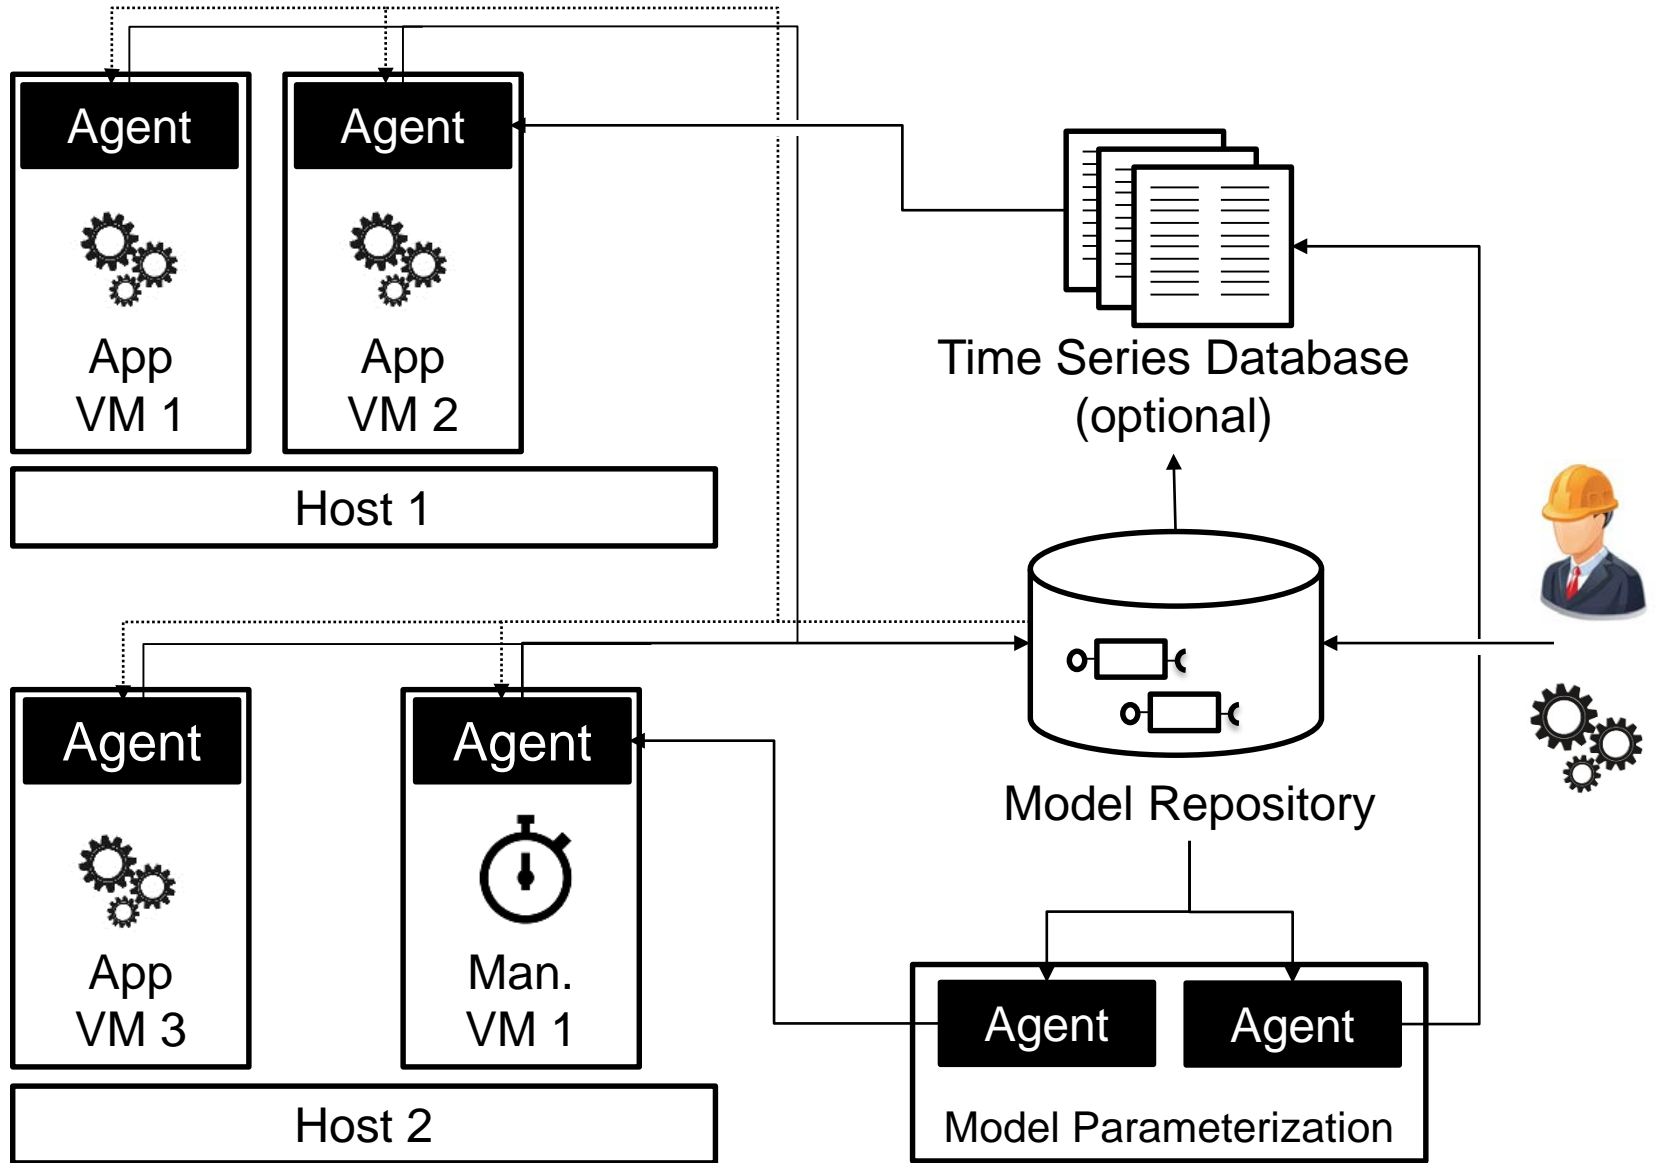 Agent
Agent
App
VM 1
App
VM 2
Host 1
Time Series Database
(optional)
Model Repository
Agent
Agent
App
VM 3
Man.
VM 1
Host 2
Agent
Agent
Model Parameterization